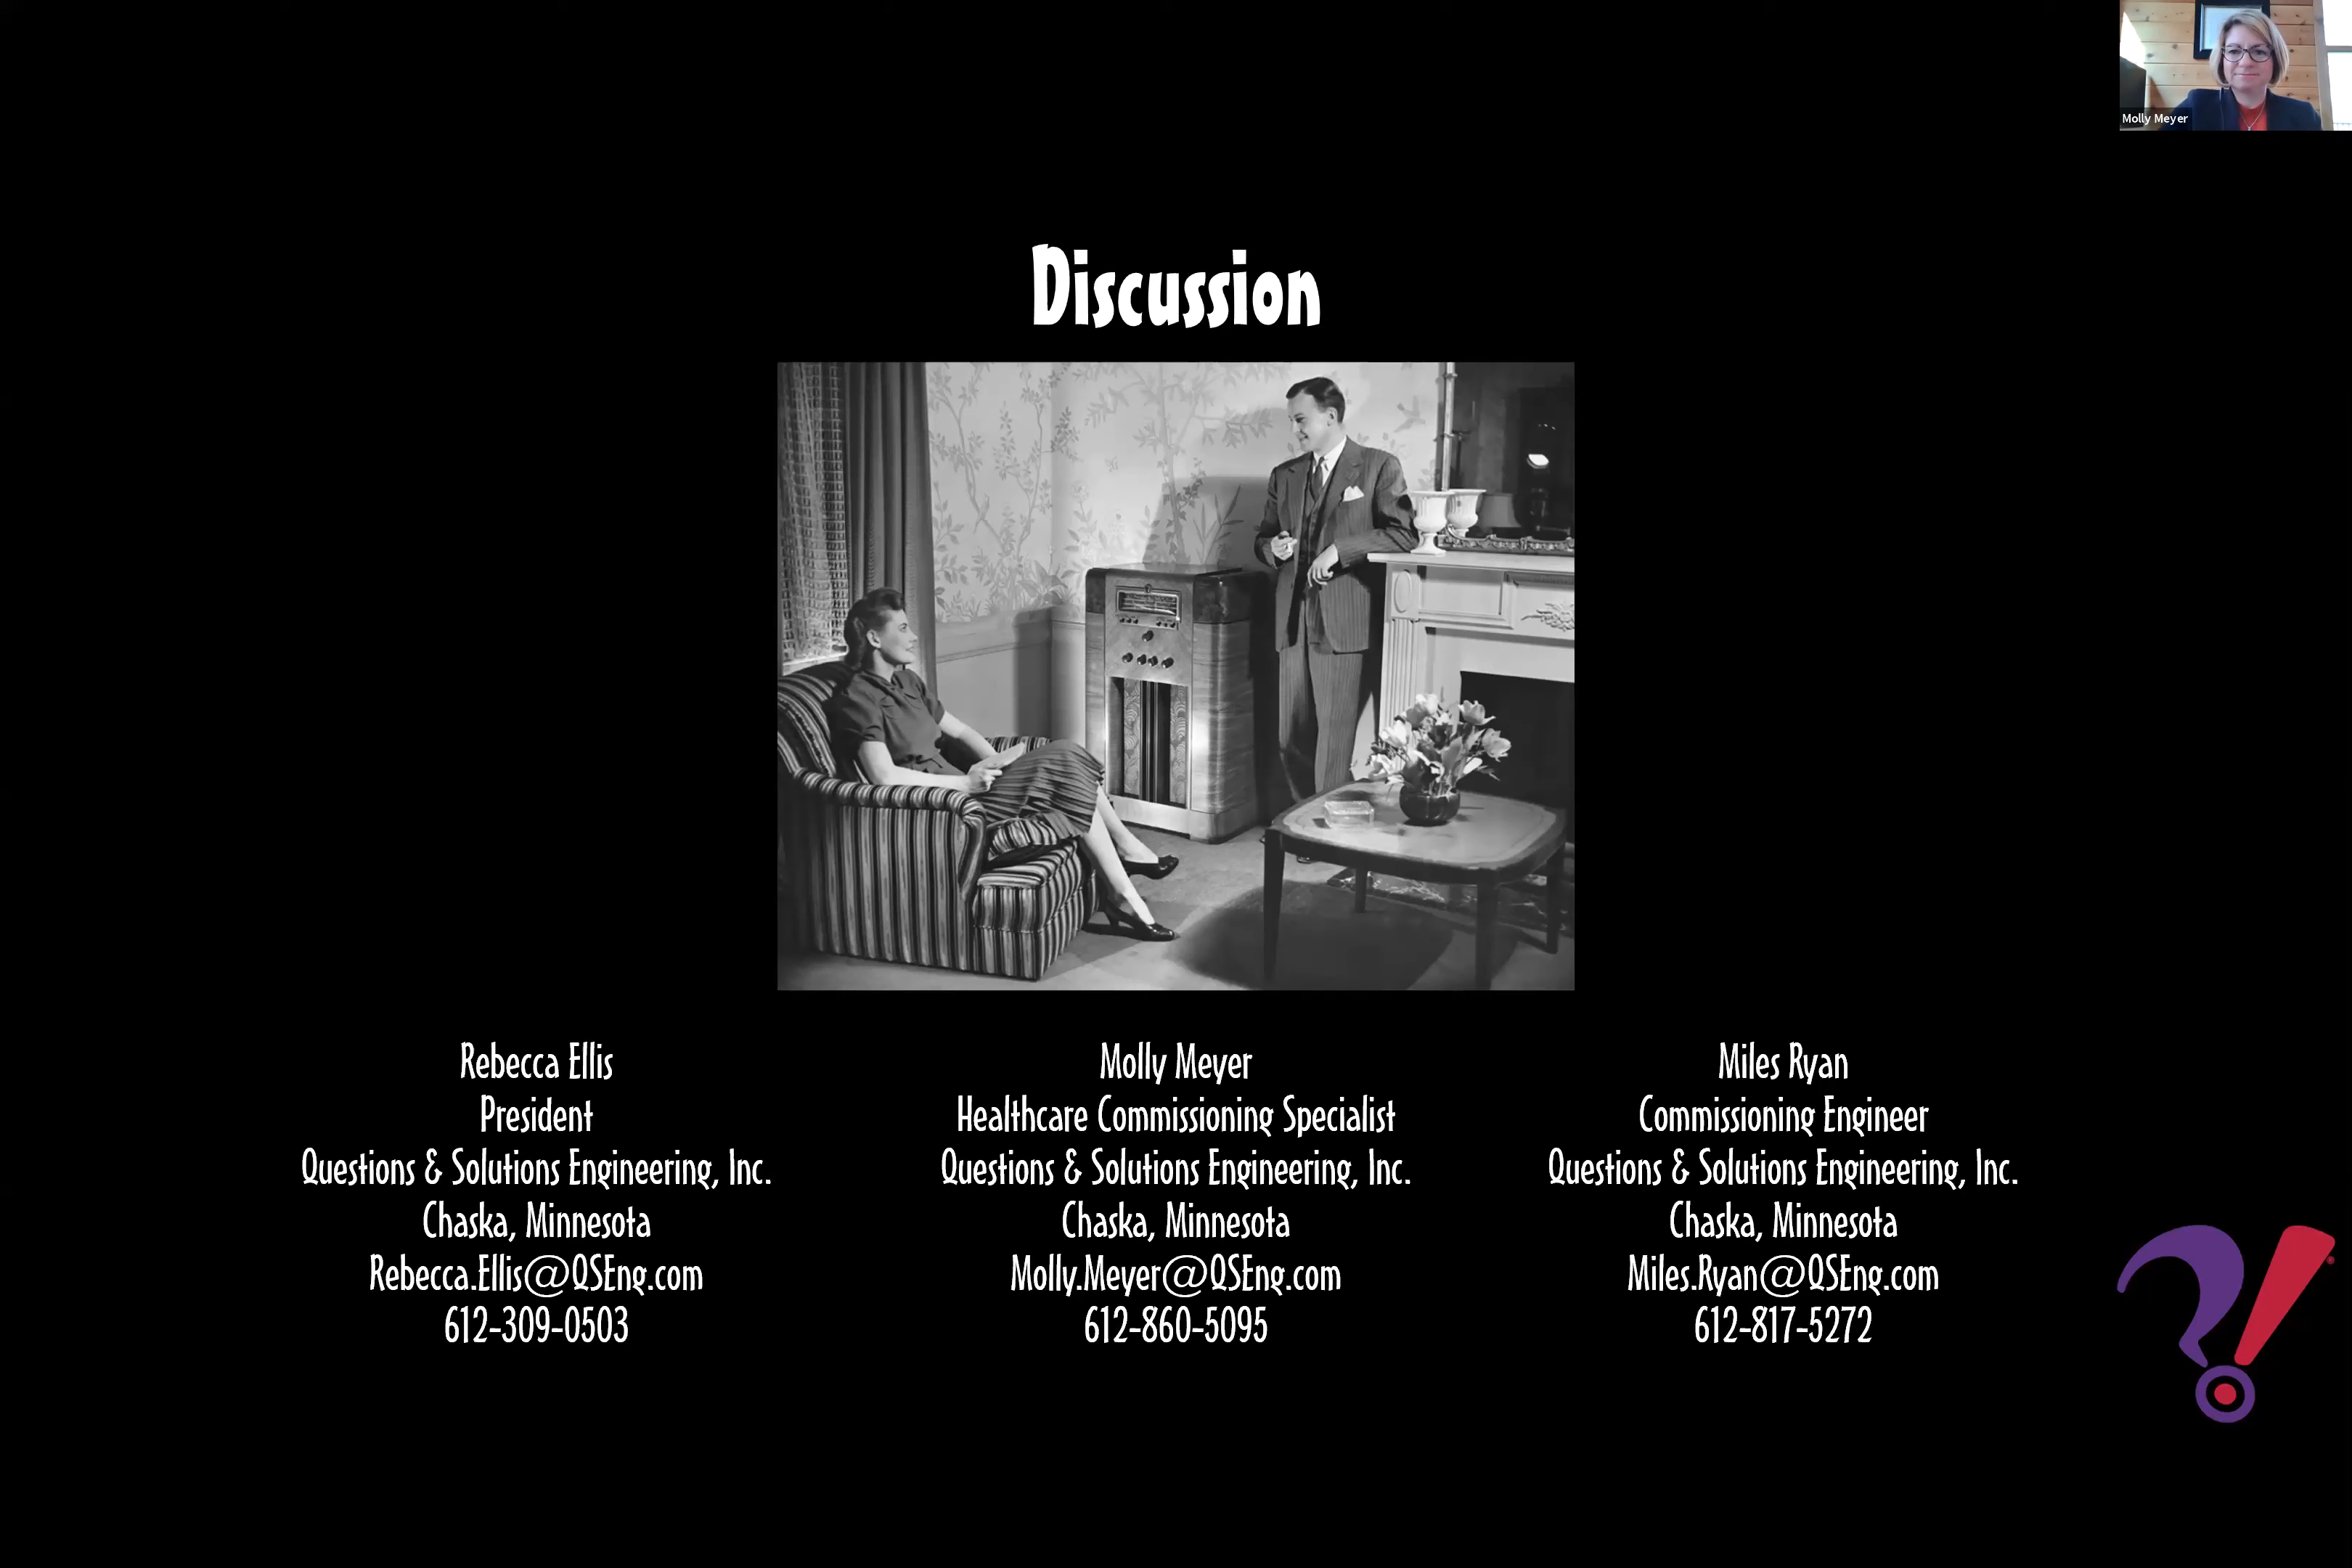 Molly Meyer
Discussion
Rebecca Ellis
President
Questions & Solutions Engineering, Inc.
Chaska, Minnesota
Rebecca.Ellis@QSEng.com
612-309-0503
Molly Meyer
Healthcare Commissioning Specialist
Questions & Solutions Engineering, Inc.
Chaska, Minnesota
Molly.Meyer@QSEng.com
612-860-5095
Miles Ryan
Commissioning Engineer
Questions & Solutions Engineering, Inc.
Chaska, Minnesota
Miles.Ryan@QSEng.com
612-817-5272
?!